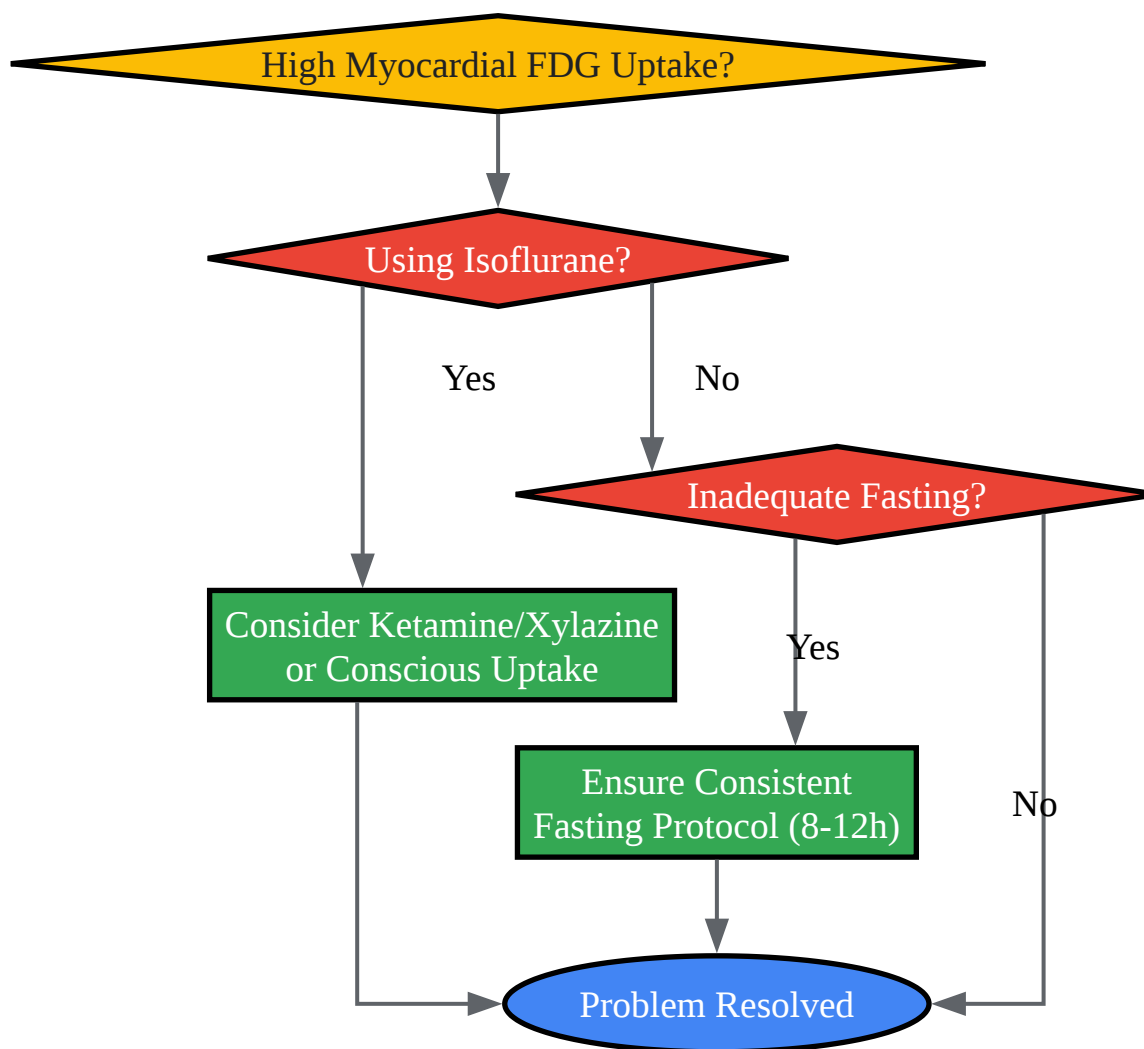 High Myocardial FDG Uptake?
Using Isoflurane?
Yes
No
Inadequate Fasting?
Consider Ketamine/Xylazine
or Conscious Uptake
Yes
Ensure Consistent
Fasting Protocol (8-12h)
No
Problem Resolved